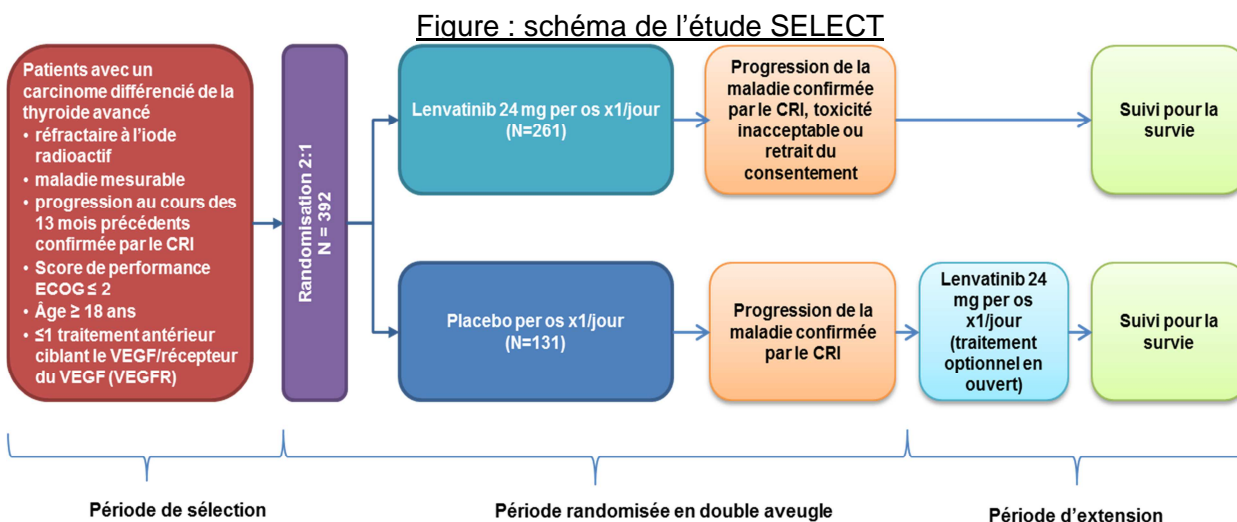 Figure : schéma de l'étude SELECT
Patients avec un
carcinome différencié de la
thyroide avancé
• réfractaire à l'iode
radioactif
• maladie mesurable
• progression au cours des
13 mois précédents
confirmée par le CRI
• Score de performance
ECOG ≤ 2
• Âge ≥ 18 ans
• ≤1 traitement antérieur
ciblant le VEGF/récepteur
du VEGF (VEGFR)
Randomisation 2:1
N = 392
Lenvatinib 24 mg per os x1/jour
(N=261)
Progression de la
maladie confirmée
par le CRI, toxicité
inacceptable ou
retrait du
consentement
Suivi pour la
survie
Placebo per os x1/jour
(N=131)
Progression de la
maladie confirmée
par le CRI
Lenvatinib 24
mg per os
x1/jour
(traitement
optionnel en
ouvert)
Suivi pour la
survie
Période de sélection
Période randomisée en double aveugle
Période d'extension